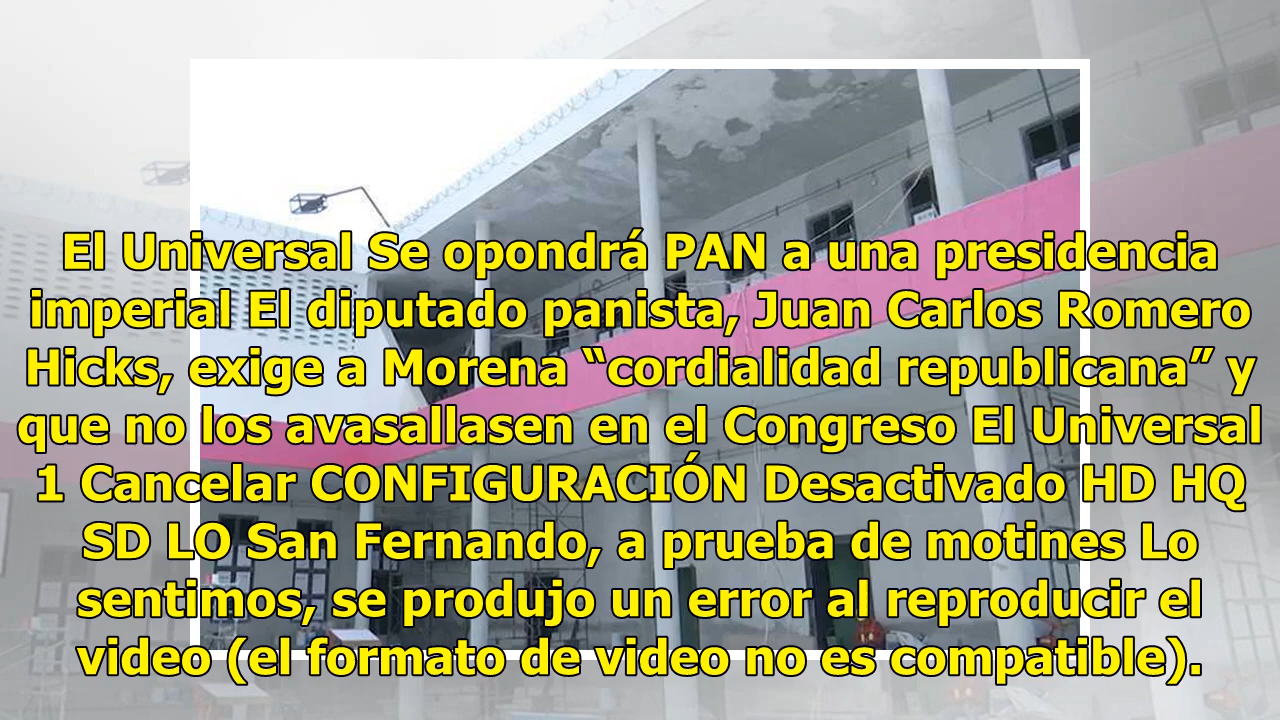 El Universal Se opondrá PAN a una presidencia
imperial El diputado panista, Juan Carlos Romero
Hicks, exige a Morena “cordialidad republicana” y
que no los avasallasen en el Congreso El Universal
1 Cancelar CONFIGURACIÓN Desactivado HD HQ
SD LO San Fernando, a prueba de motines Lo
sentimos, se produjo un error al reproducir el
video (el formato de video no es compatible).